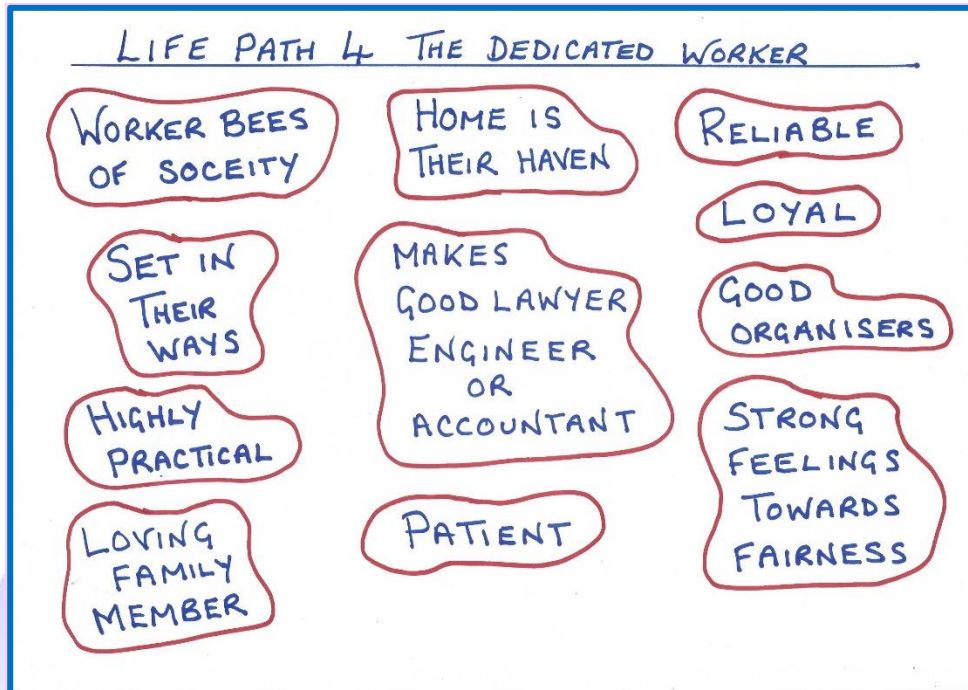 LIFE PATH 4 THE DEDICATED WORKER
WORKER BEES
OF SOCEITY
SET IN
THEIR
WAYS
HIGHLY
PRACTICAL
LOVING
FAMILY
MEMBER
HOME IS
THEIR HAVEN
MAKES
GOOD LAWYER
ENGINEER
OR
ACCOUNTANT
PATIENT
RELIABLE
LOYAL
GOOD
ORGANISERS
STRONG
FEELINGS
TOWARDS
FAIRNESS